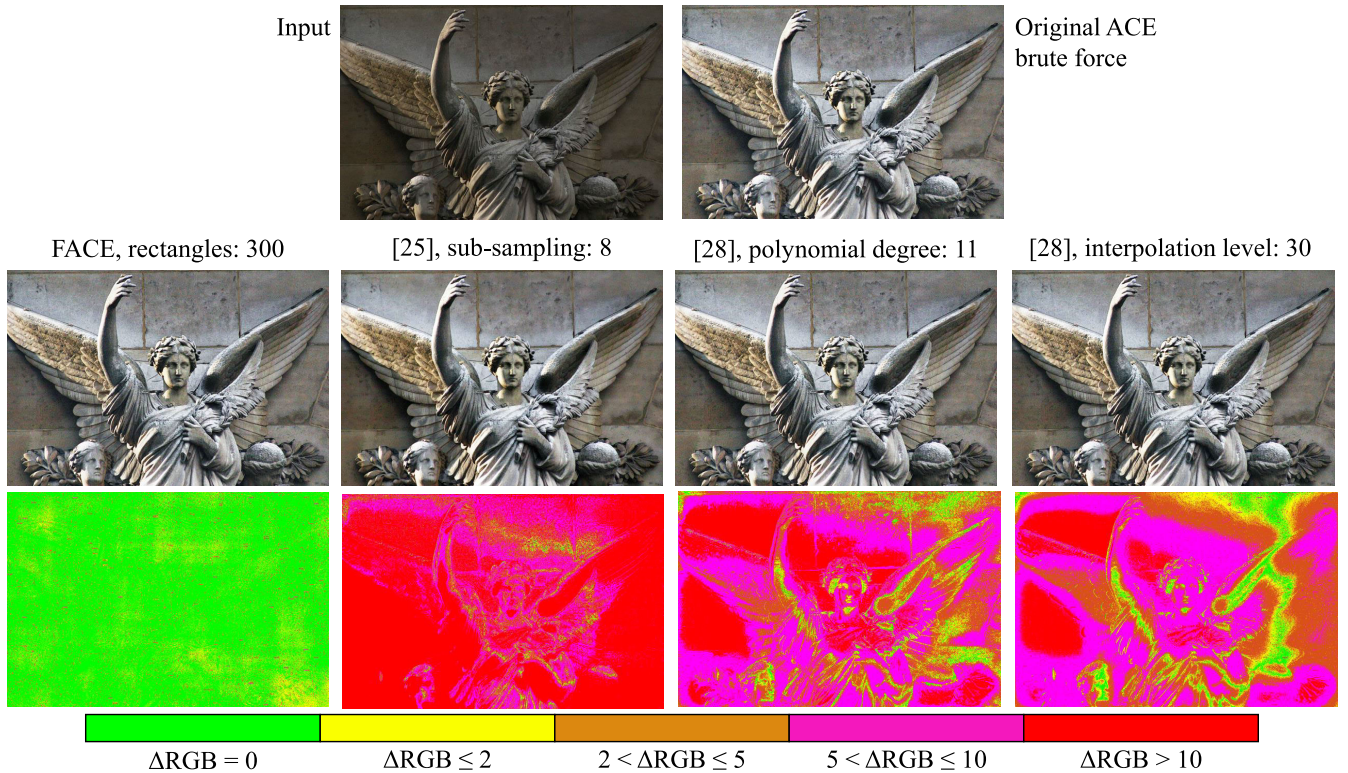 Input
Original ACE
brute force
FACE, rectangles: 300
[25], sub-sampling: 8
[28], polynomial degree: 11
[28], interpolation level: 30
ΔRGB = 0
ΔRGB ≤ 2
2 < ΔRGB ≤ 5
5 < ΔRGB ≤ 10
ΔRGB > 10